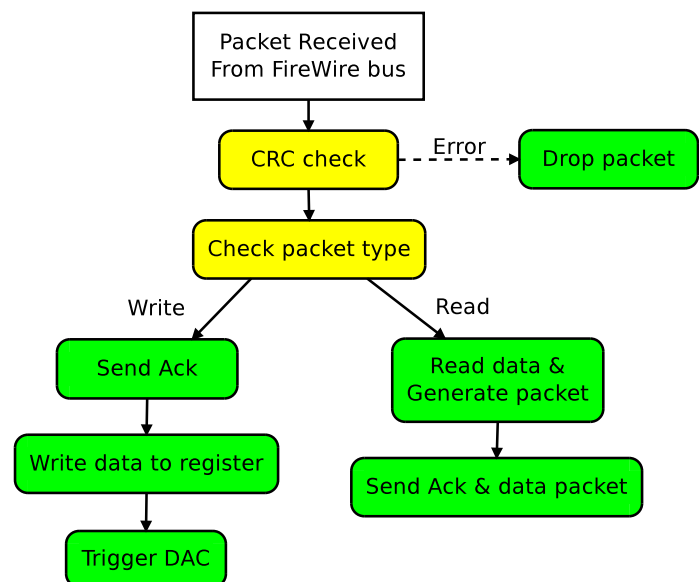 Packet Received
From FireWire bus
CRC check
Error
Drop packet
Check packet type
Write
Read
Send Ack
Read data &
Generate packet
Write data to register
Send Ack & data packet
Trigger DAC